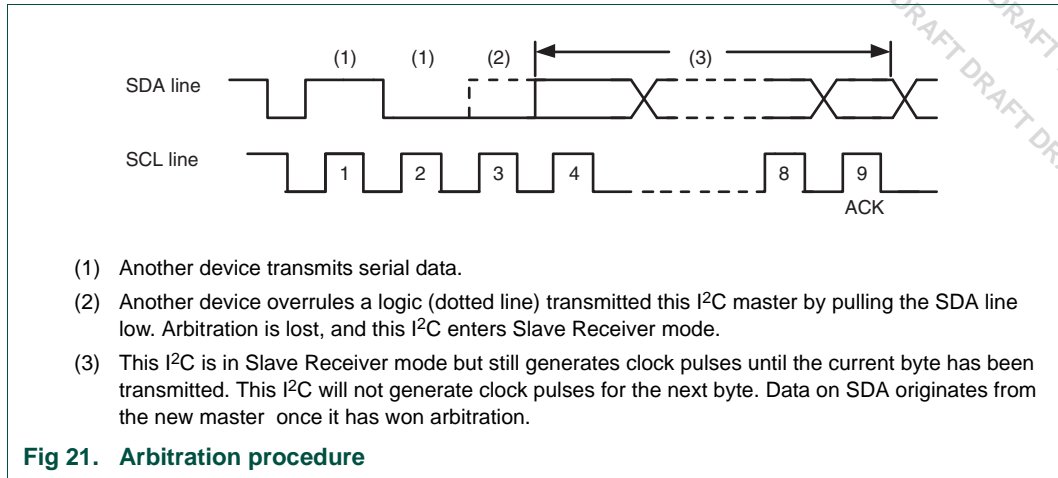 DRAFT DRAFT DRAFT DR
DRAFT
(1) (1) (2) (3)
SDA line
SCL line
1 2 3 4 8 9
ACK
(1) Another device transmits serial data.
(2) Another device overrules a logic (dotted line) transmitted this I2C master by pulling the SDA line
low. Arbitration is lost, and this I2C enters Slave Receiver mode.
(3) This I2C is in Slave Receiver mode but still generates clock pulses until the current byte has been
transmitted. This I2C will not generate clock pulses for the next byte. Data on SDA originates from
the new master once it has won arbitration.
Fig 21. Arbitration procedure